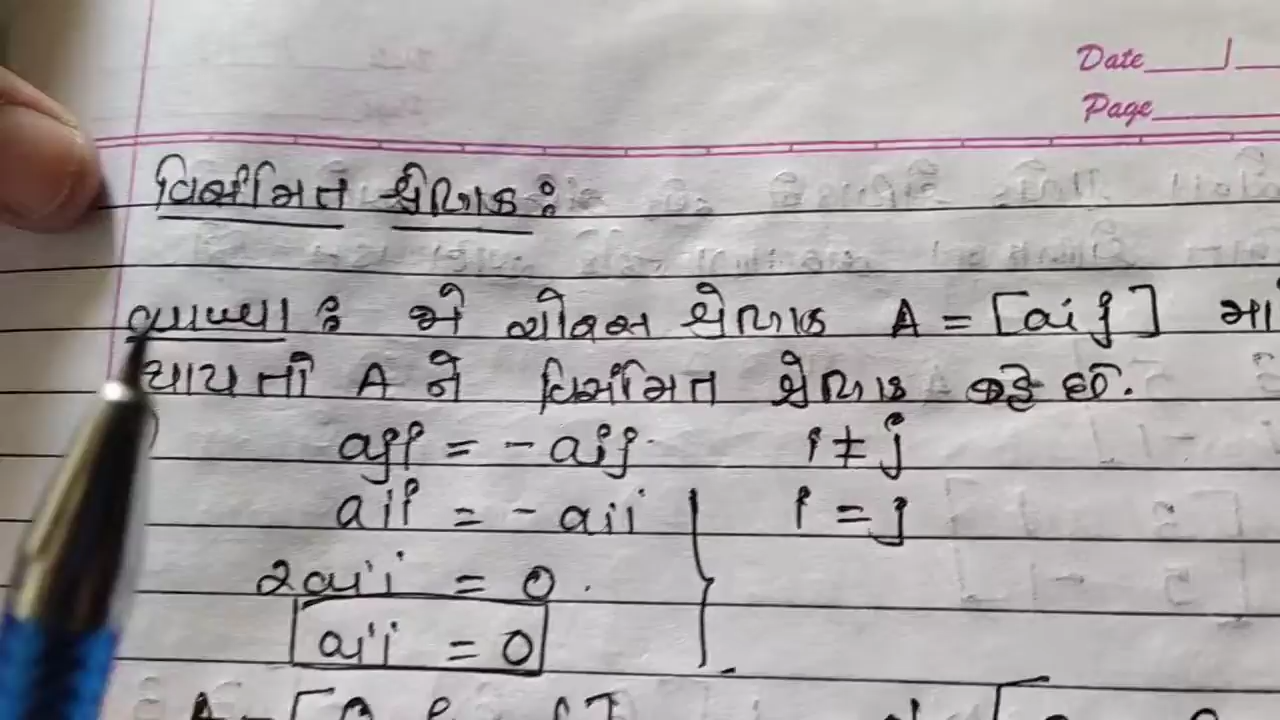 Date
Page
વિસંમિત શ્રેણિક :
વ્યાખ્યા : જો ચોરસ શ્રેણિક A = [aij] માં
થાય તો A ને વિસંમિત શ્રેણિક કહે છે.
aji = - aij i ≠ j
aii = - aii i = j
2aii = 0.
aii = 0